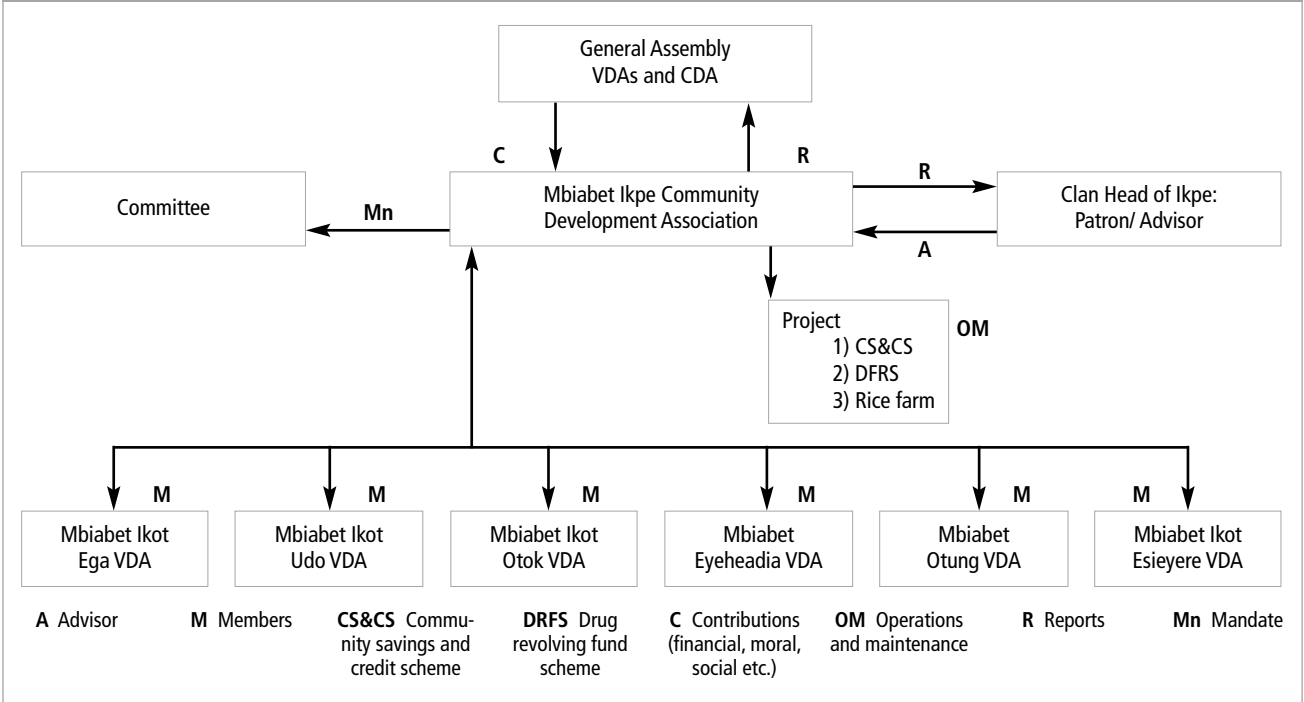 General Assembly
VDAs and CDA
C
R
Committee
Mn
Mbiabet Ikpe Community
Development Association
R
A
Clan Head of Ikpe:
Patron/ Advisor
Project
1) CS&CS
2) DFRS
3) Rice farm
OM
M
M
M
M
M
M
Mbiabet Ikot
Ega VDA
Mbiabet Ikot
Udo VDA
Mbiabet Ikot
Otok VDA
Mbiabet
Eyeheadia VDA
Mbiabet
Otung VDA
Mbiabet Ikot
Esieyere VDA
A Advisor
M Members
CS&CS Commu-
nity savings and
credit scheme
DRFS Drug
revolving fund
scheme
C Contributions
(financial, moral,
social etc.)
OM Operations
and maintenance
R Reports
Mn Mandate